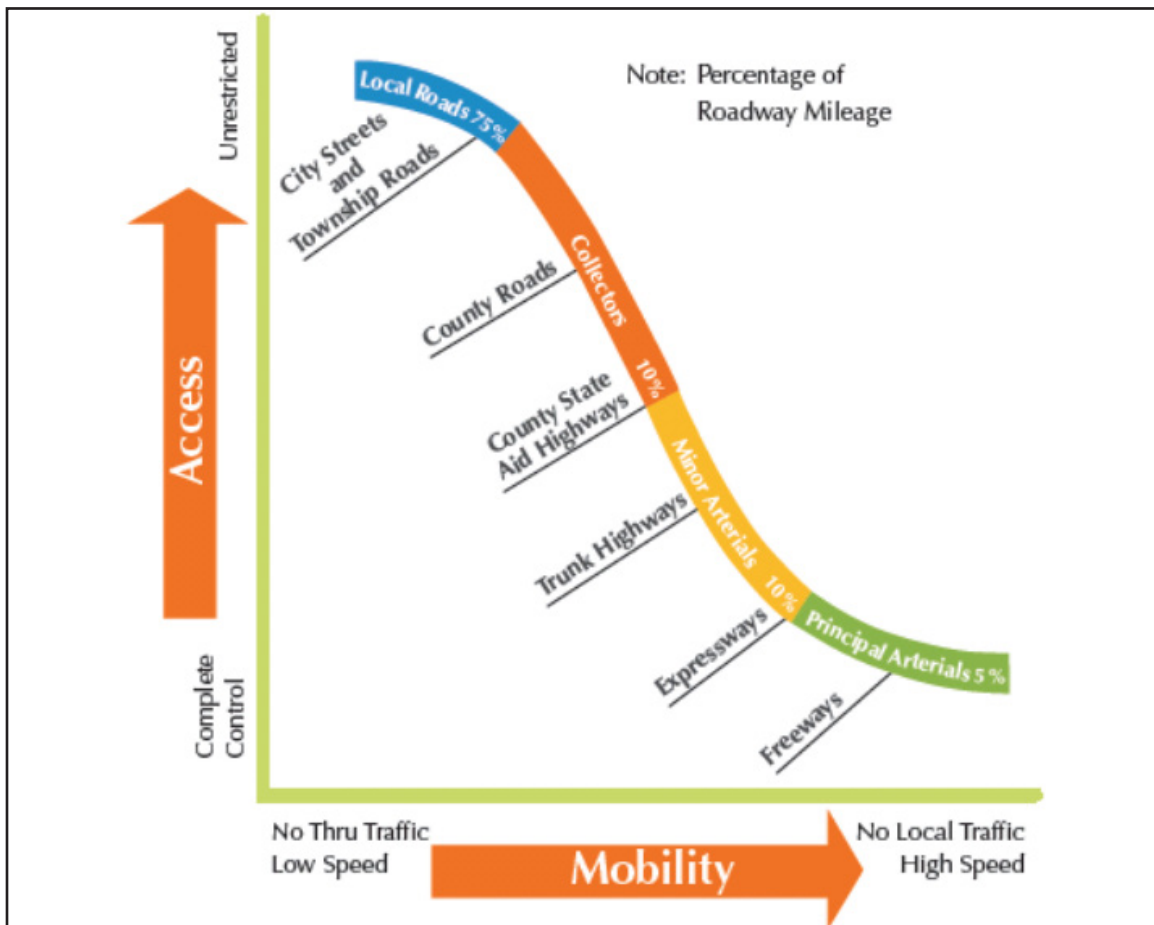 Unrestricted
Note: Percentage of
Roadway Mileage
Local Roads 75%
City Streets
and
Township Roads
Collectors 10%
County Roads
County State
Aid Highways
Minor Arterials 10%
Trunk Highways
Expressways
Principal Arterials 5%
Freeways
Access
Complete
Control
No Thru Traffic
Low Speed
Mobility
No Local Traffic
High Speed